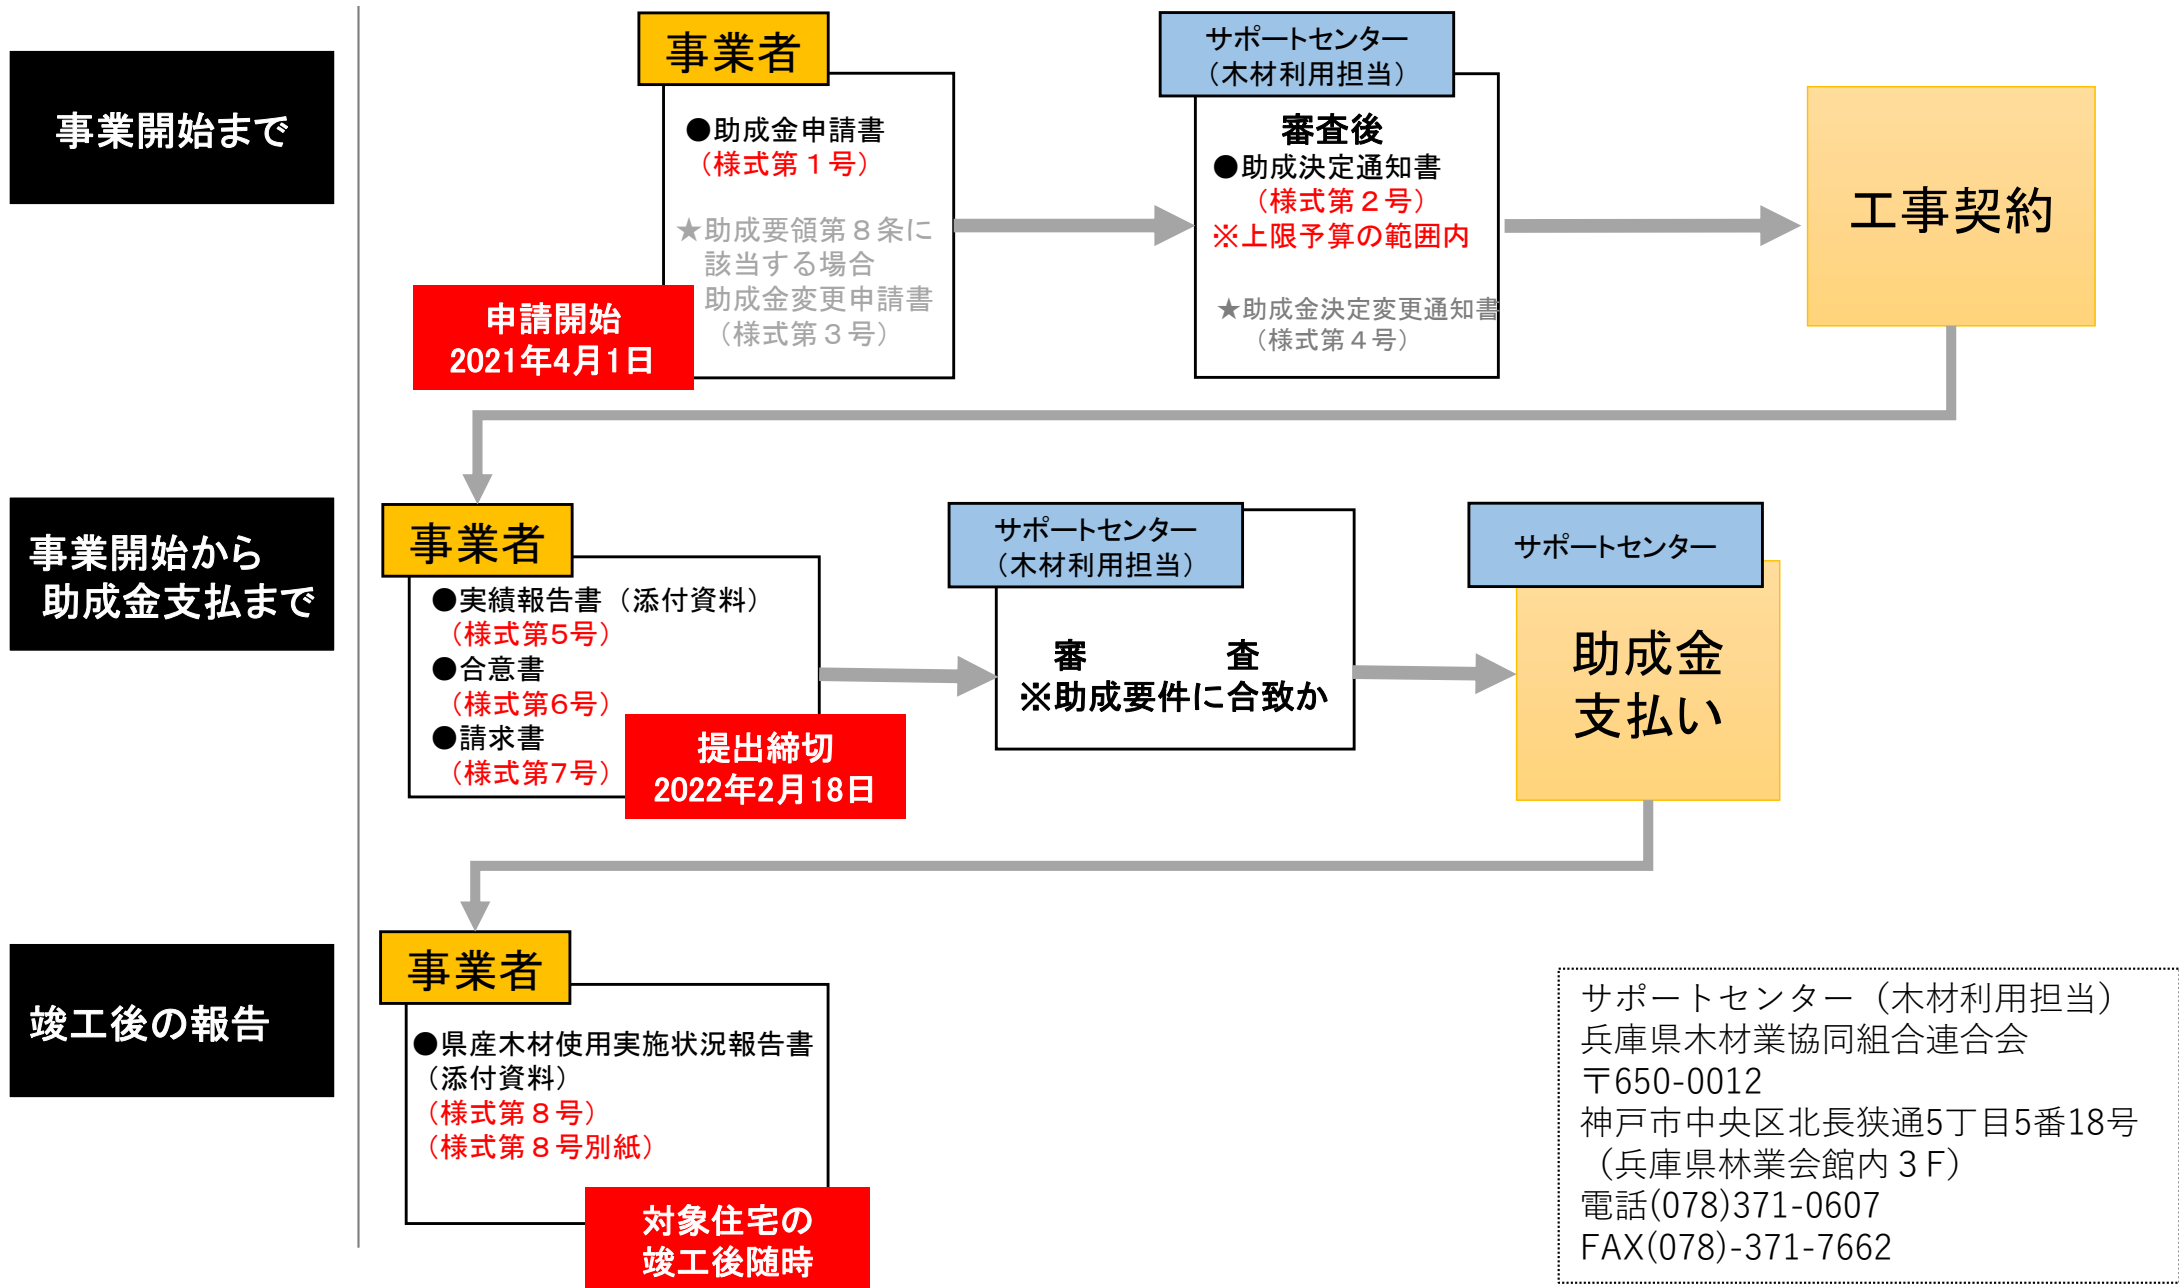 事業開始まで
事業者
●助成金申請書
（様式第１号）
★助成要領第８条に
該当する場合
助成金変更申請書
（様式第３号）
申請開始
2021年4月1日
サポートセンター
（木材利用担当）
審査後
●助成決定通知書
（様式第２号）
※上限予算の範囲内
★助成金決定変更通知書
（様式第４号）
工事契約
事業開始から
助成金支払まで
事業者
●実績報告書（添付資料）
（様式第5号）
●合意書
（様式第6号）
●請求書
（様式第7号）
提出締切
2022年2月18日
サポートセンター
（木材利用担当）
審　　　　査
※助成要件に合致か
サポートセンター
助成金
支払い
竣工後の報告
事業者
●県産木材使用実施状況報告書
（添付資料）
（様式第８号）
（様式第８号別紙）
対象住宅の
竣工後随時
サポートセンター（木材利用担当）
兵庫県木材業協同組合連合会
〒650-0012
神戸市中央区北長狭通5丁目5番18号
（兵庫県林業会館内３F）
電話(078)371-0607
FAX(078)-371-7662